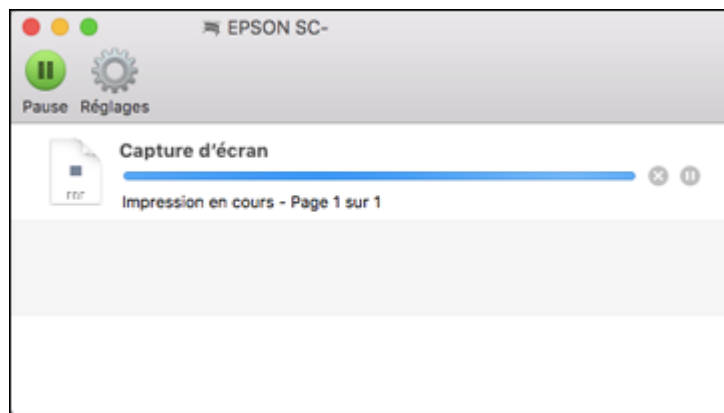 EPSON SC-
Pause Réglages
Capture d'écran
Impression en cours - Page 1 sur 1